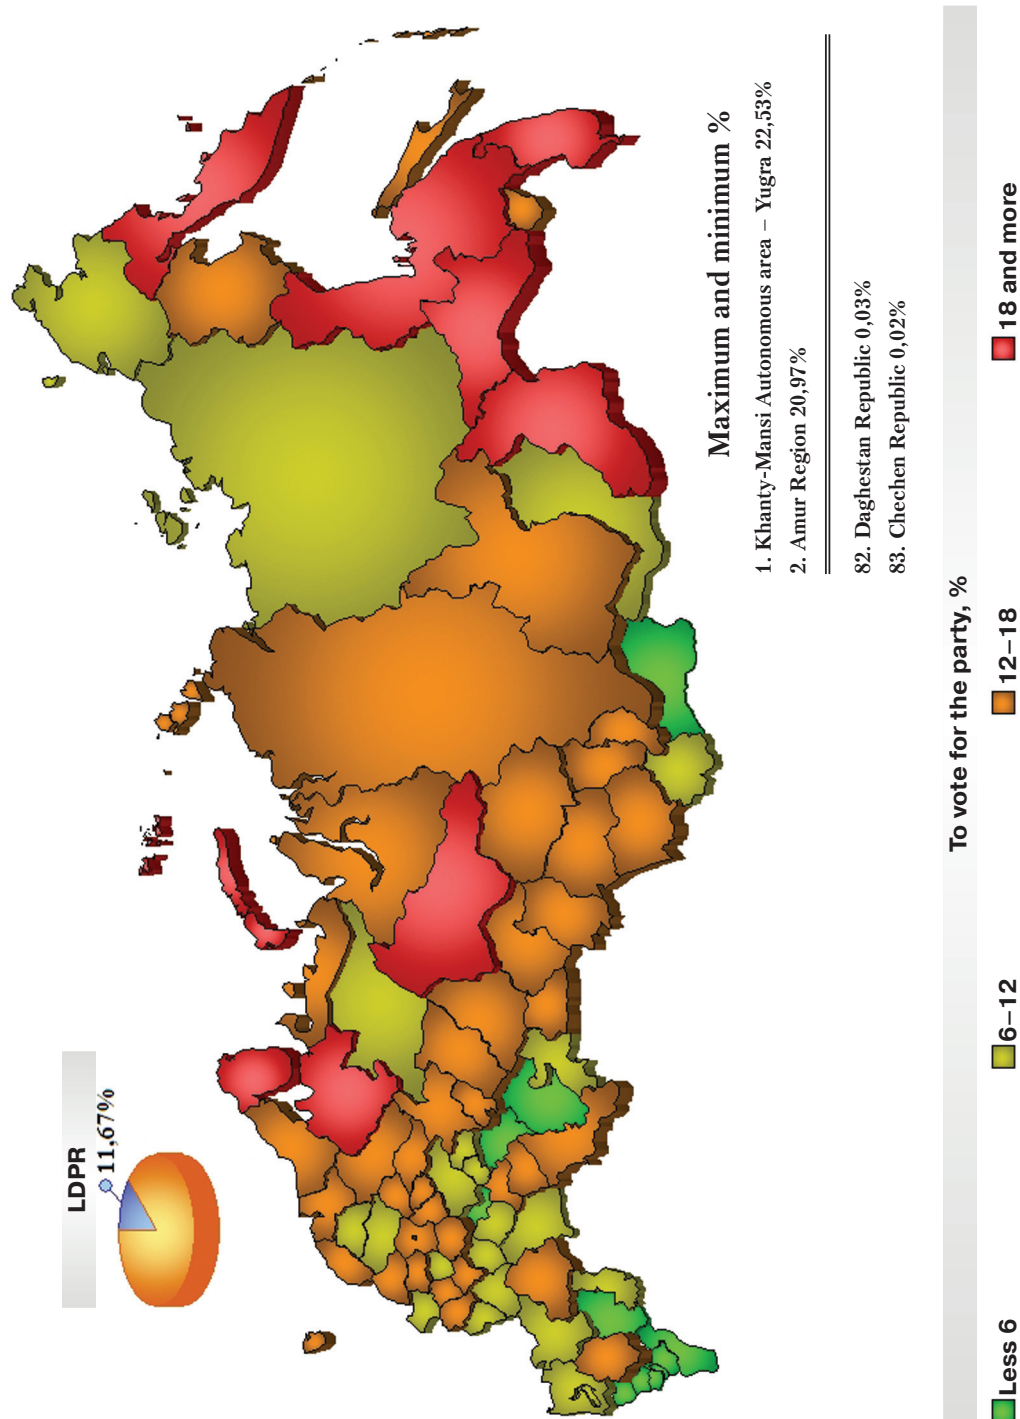 LDPR
11,67%
Maximum and minimum %
1. Khanty-Mansi Autonomous area – Yugra 22,53%
2. Amur Region 20,97%
82. Daghestan Republic 0,03%
83. Chechen Republic 0,02%
To vote for the party, %
Less 6
6–12
12–18
18 and more